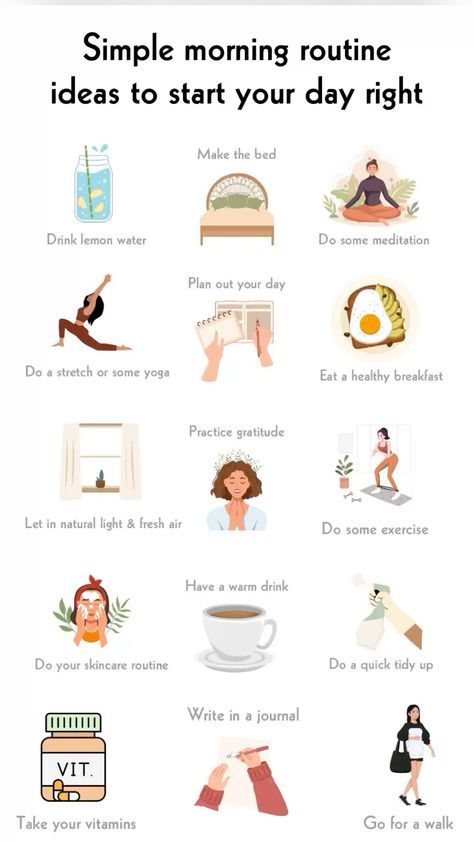 Simple morning routine
ideas to start your day right
Make the bed
Drink lemon water
Do some meditation
Plan out your day
Do a stretch or some yoga
Eat a healthy breakfast
Practice gratitude
Let in natural light & fresh air
Do some exercise
Have a warm drink
Do your skincare routine
Do a quick tidy up
Write in a journal
VIT.
Take your vitamins
Go for a walk